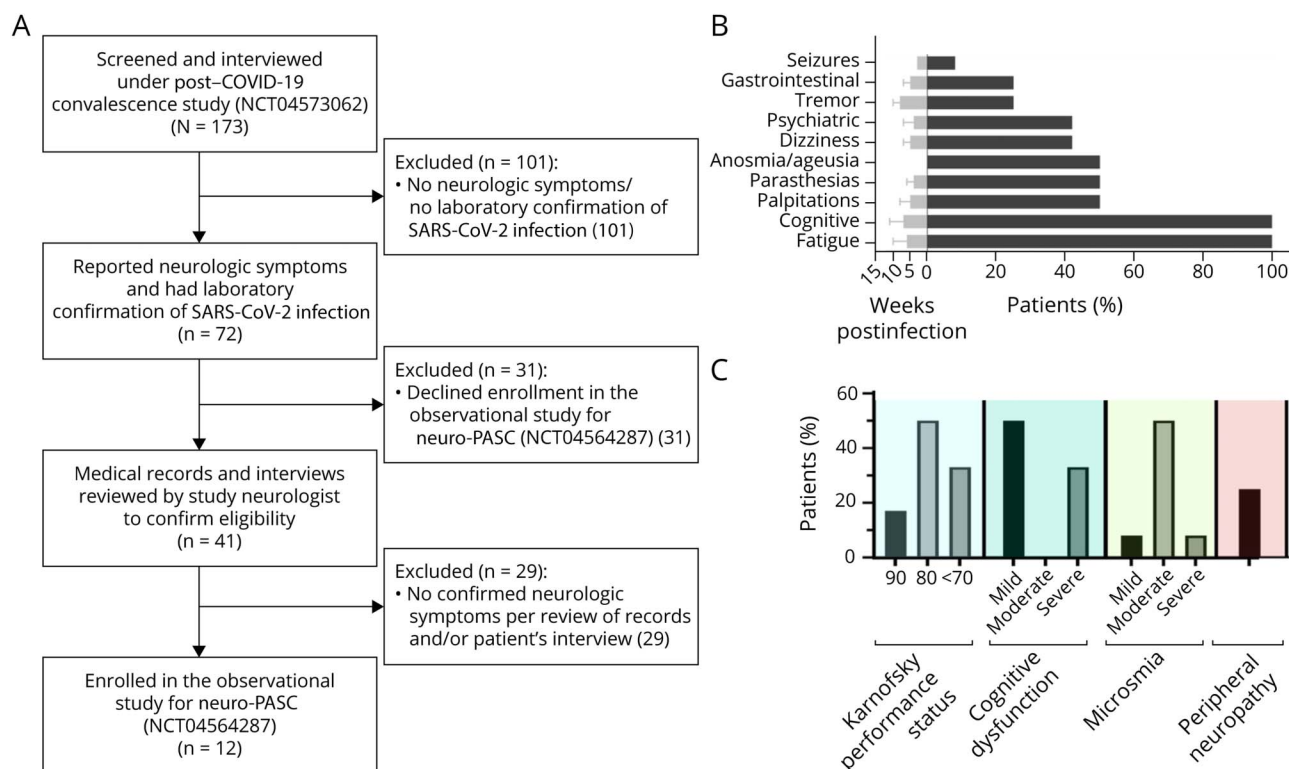 A
Screened and interviewed
under post–COVID-19
convalescence study (NCT04573062)
(N = 173)
Excluded (n = 101):
• No neurologic symptoms/
no laboratory confirmation of
SARS-CoV-2 infection (101)
Reported neurologic symptoms
and had laboratory
confirmation of SARS-CoV-2 infection
(n = 72)
Excluded (n = 31):
• Declined enrollment in the
observational study for
neuro-PASC (NCT04564287) (31)
Medical records and interviews
reviewed by study neurologist
to confirm eligibility
(n = 41)
Excluded (n = 29):
• No confirmed neurologic
symptoms per review of records
and/or patient’s interview (29)
Enrolled in the observational
study for neuro-PASC
(NCT04564287)
(n = 12)
B
Seizures
Gastrointestinal
Tremor
Psychiatric
Dizziness
Anosmia/ageusia
Parasthesias
Palpitations
Cognitive
Fatigue
15 10 5 0 20 40 60 80 100
Weeks
postinfection
Patients (%)
C
Patients (%)
60
40
20
0
90 80 <70
Mild Moderate Severe
Mild Moderate Severe
Karnofsky
performance
status
Cognitive
dysfunction
Microsmia
Peripheral
neuropathy